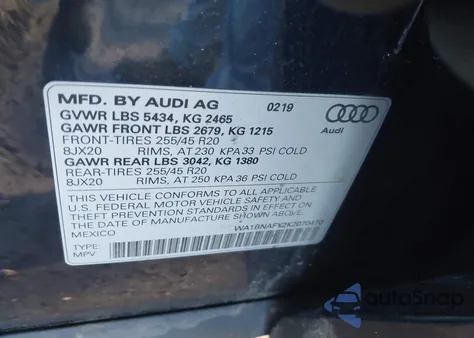 MFD. BY AUDI AG 0219
GVWR LBS 5434, KG 2465
GAWR FRONT LBS 2679, KG 1215
FRONT-TIRES 255/45 R20
8JX20 RIMS, AT 230 KPA 33 PSI COLD
GAWR REAR LBS 3042, KG 1380
REAR-TIRES 255/45 R20
8JX20 RIMS, AT 250 KPA 36 PSI COLD
THIS VEHICLE CONFORMS TO ALL APPLICABLE
U.S. FEDERAL MOTOR VEHICLE SAFETY AND
THEFT PREVENTION STANDARDS IN EFFECT ON
THE DATE OF MANUFACTURE SHOWN ABOVE.
MEXICO
TYPE:
MPV
Audi
autoSnap